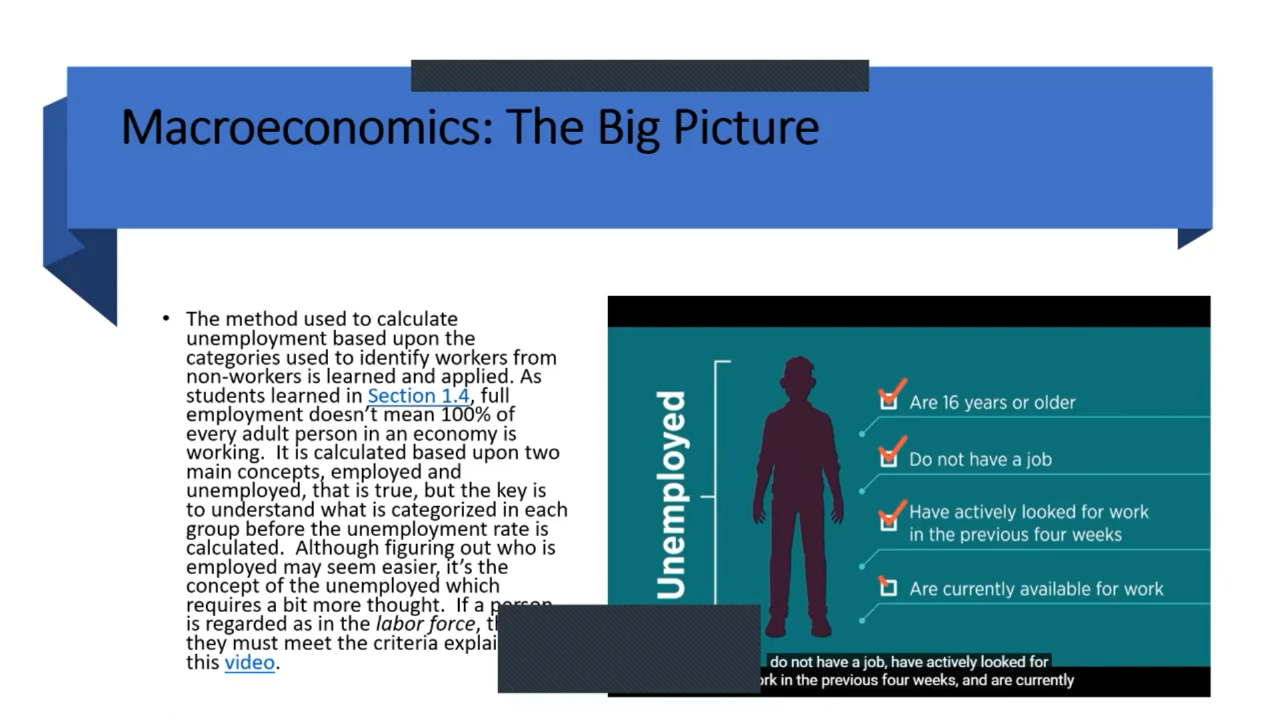 Macroeconomics: The Big Picture
• The method used to calculate
unemployment based upon the
categories used to identify workers from
non-workers is learned and applied. As
students learned in Section 1.4, full
employment doesn't mean 100% of
every adult person in an economy is
working.  It is calculated based upon two
main concepts, employed and
unemployed, that is true, but the key is
to understand what is categorized in each
group before the unemployment rate is
calculated.  Although figuring out who is
employed may seem easier, it's the
concept of the unemployed which
requires a bit more thought.  If a person
is regarded as in the labor force,
they must meet the criteria
this video.
Unemployed
Are 16 years or older
Do not have a job
Have actively looked for work
in the previous four weeks
Are currently available for work
do not have a job, have actively looked for
in the previous four weeks, and are currently